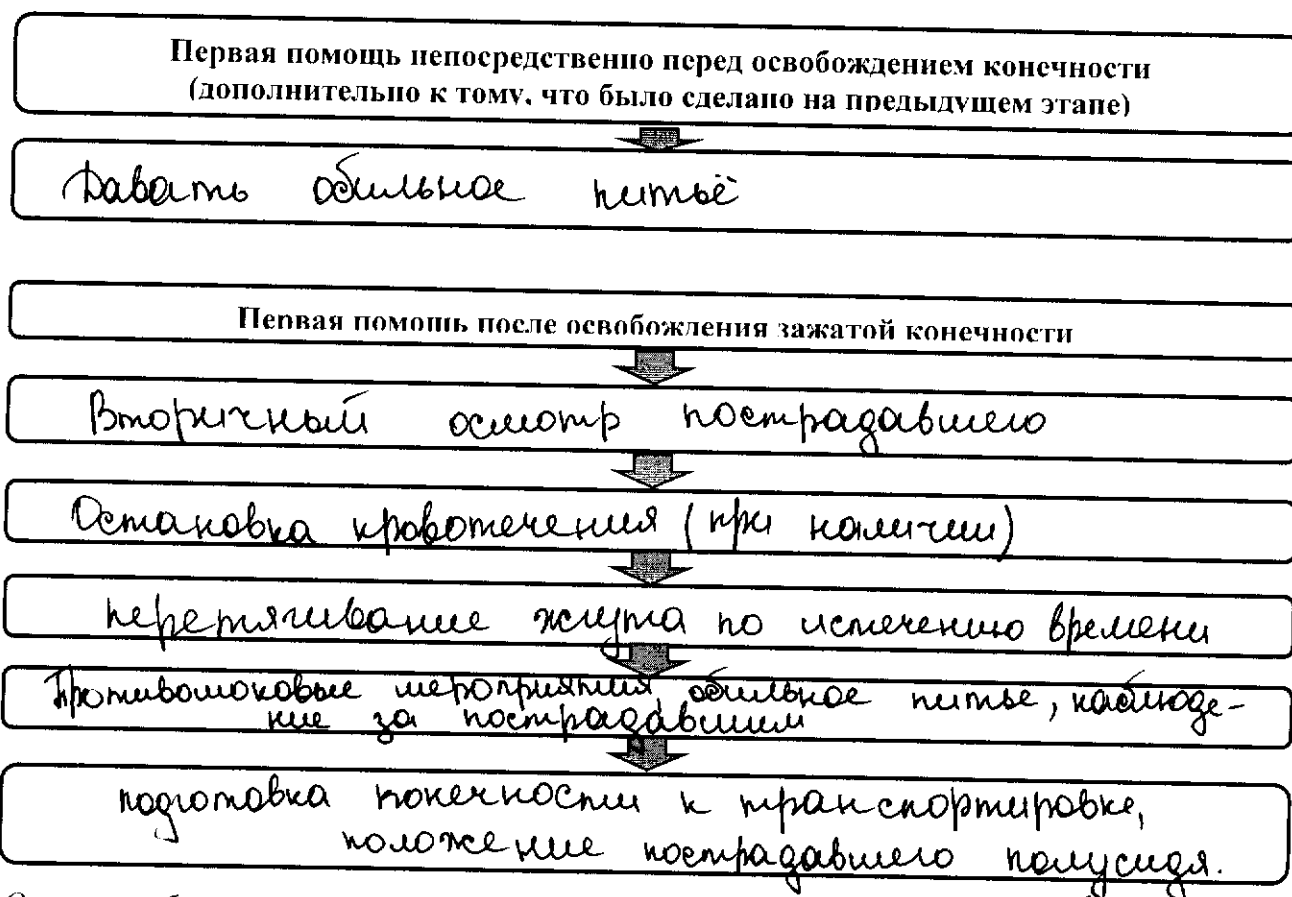 Первая помощь непосредственно перед освобождением конечности
(дополнительно к тому, что было сделано на предыдущем этапе)
Давать обильное питьё
Первая помощь после освобождения зажатой конечности
Вторичный осмотр пострадавшего
Остановка кровотечения (при наличии)
перетягивание жгута по истечению времени
Противошоковые мероприятия, обильное питье, наблюде-
ние за пострадавшим
подготовка конечности к транспортировке,
положение пострадавшего полусидя.